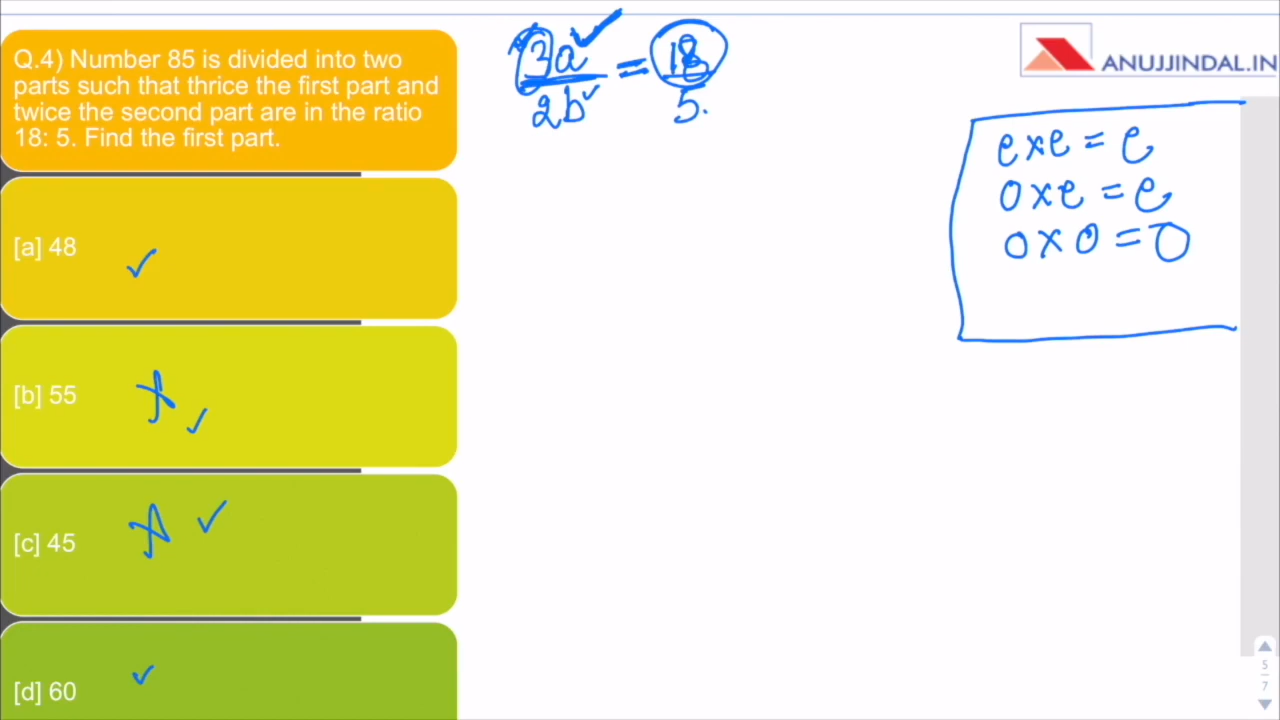 Q.4) Number 85 is divided into two
parts such that thrice the first part and
twice the second part are in the ratio
18: 5. Find the first part.
[a] 48
[b] 55
[c] 45
[d] 60
3a = 18
2b 5.
ANUJJINDAL.IN
e x e = e
o x e = e
o x o = o
5
7